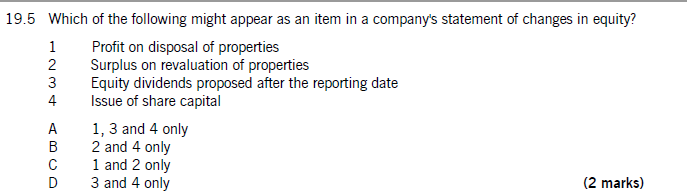 19.5 Which of the following might appear as an item in a company's statement of changes in equity?
1 Profit on disposal of properties
2 Surplus on revaluation of properties
3 Equity dividends proposed after the reporting date
4 Issue of share capital
A 1, 3 and 4 only
B 2 and 4 only
C 1 and 2 only
D 3 and 4 only (2 marks)